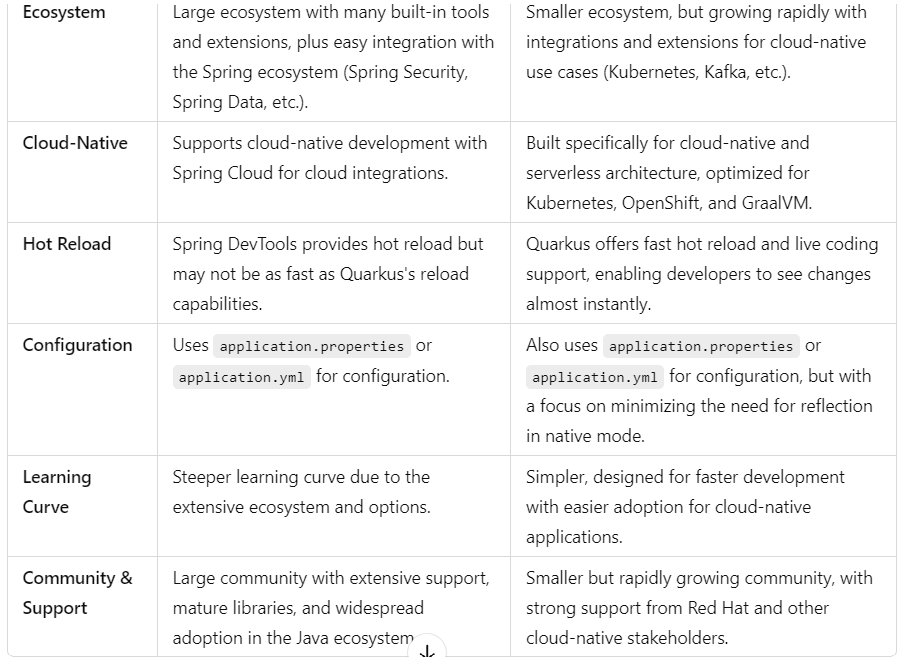 Ecosystem
Large ecosystem with many built-in tools
and extensions, plus easy integration with
the Spring ecosystem (Spring Security,
Spring Data, etc.).
Smaller ecosystem, but growing rapidly with
integrations and extensions for cloud-native
use cases (Kubernetes, Kafka, etc.).
Cloud-Native
Supports cloud-native development with
Spring Cloud for cloud integrations.
Built specifically for cloud-native and
serverless architecture, optimized for
Kubernetes, OpenShift, and GraalVM.
Hot Reload
Spring DevTools provides hot reload but
may not be as fast as Quarkus's reload
capabilities.
Quarkus offers fast hot reload and live coding
support, enabling developers to see changes
almost instantly.
Configuration
Uses application.properties or
application.yml for configuration.
Also uses application.properties or
application.yml for configuration, but with
a focus on minimizing the need for reflection
in native mode.
Learning
Curve
Steeper learning curve due to the
extensive ecosystem and options.
Simpler, designed for faster development
with easier adoption for cloud-native
applications.
Community &
Support
Large community with extensive support,
mature libraries, and widespread
adoption in the Java ecosystem
Smaller but rapidly growing community, with
strong support from Red Hat and other
cloud-native stakeholders.